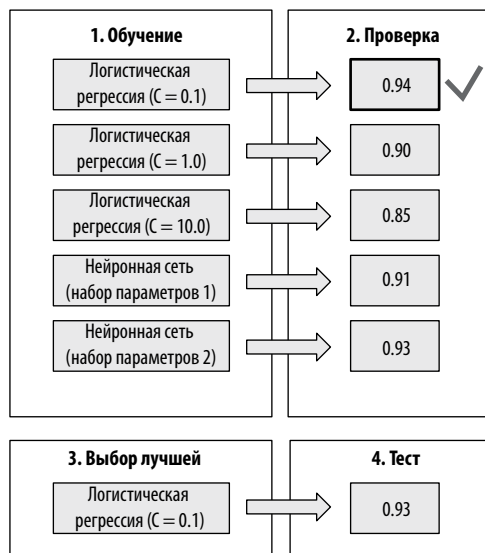 1. Обучение
2. Проверка
Логистическая
регрессия (C = 0.1)
0.94
Логистическая
регрессия (C = 1.0)
0.90
Логистическая
регрессия (C = 10.0)
0.85
Нейронная сеть
(набор параметров 1)
0.91
Нейронная сеть
(набор параметров 2)
0.93
3. Выбор лучшей
4. Тест
Логистическая
регрессия (C = 0.1)
0.93